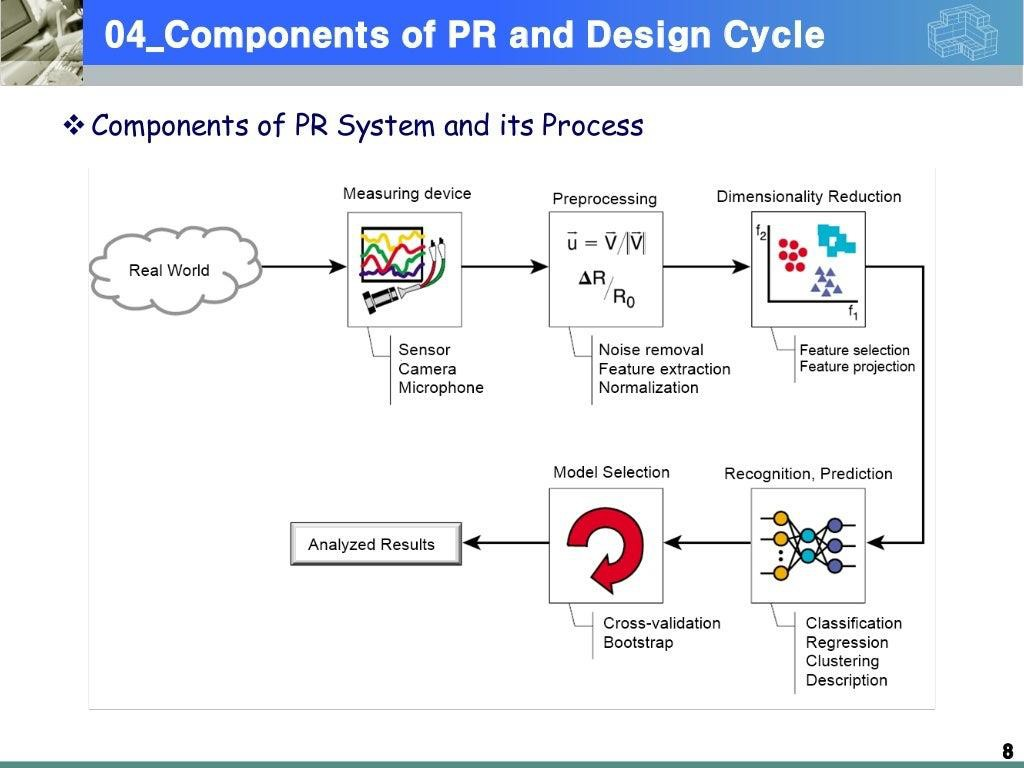 04_Components of PR and Design Cycle
❖ Components of PR System and its Process
Measuring device
Preprocessing
Dimensionality Reduction
Real World
u⃗ = V⃗/|V⃗|
ΔR/R₀
f₂
f₁
Sensor
Camera
Microphone
Noise removal
Feature extraction
Normalization
Feature selection
Feature projection
Model Selection
Recognition, Prediction
Analyzed Results
Cross-validation
Bootstrap
Classification
Regression
Clustering
Description
8